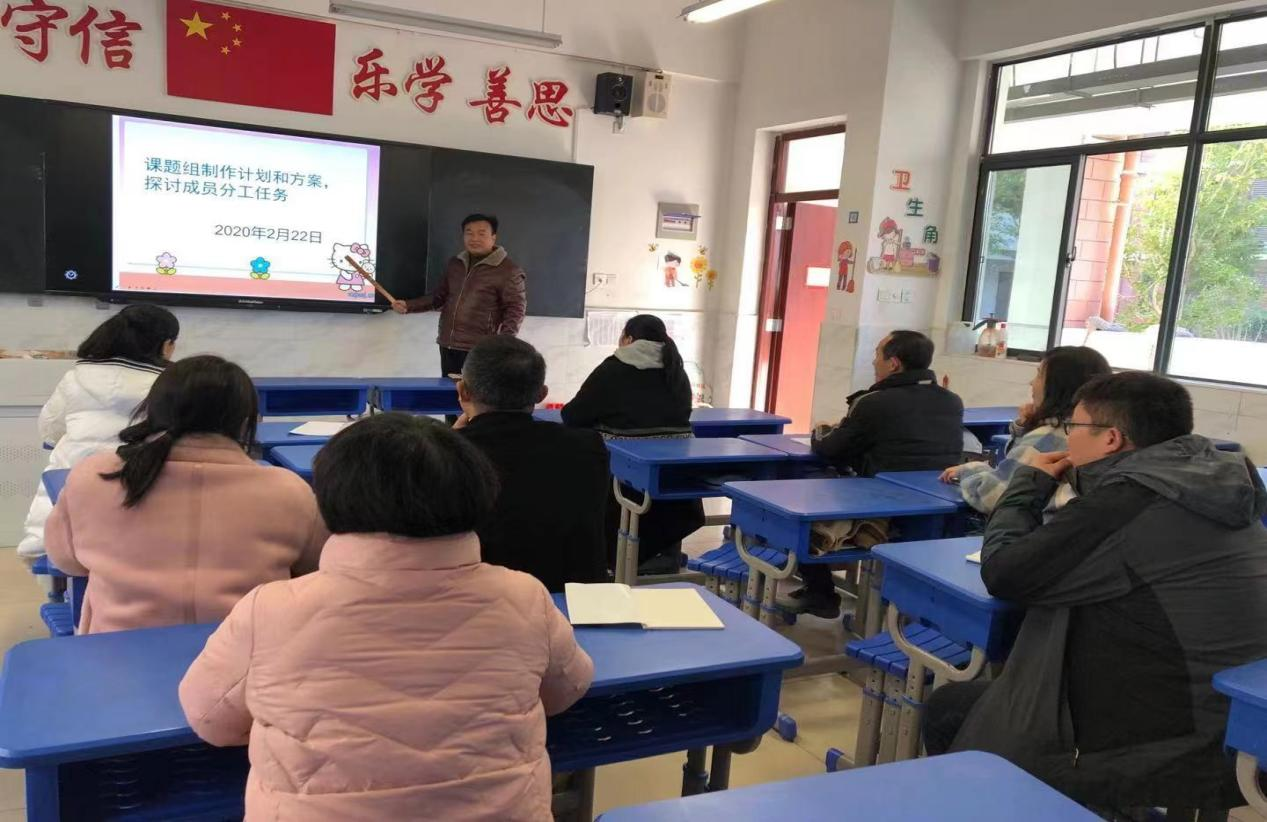 守信
乐学 善思
课题组制作计划和方案，
探讨成员分工任务
2020年2月22日
卫
生
角